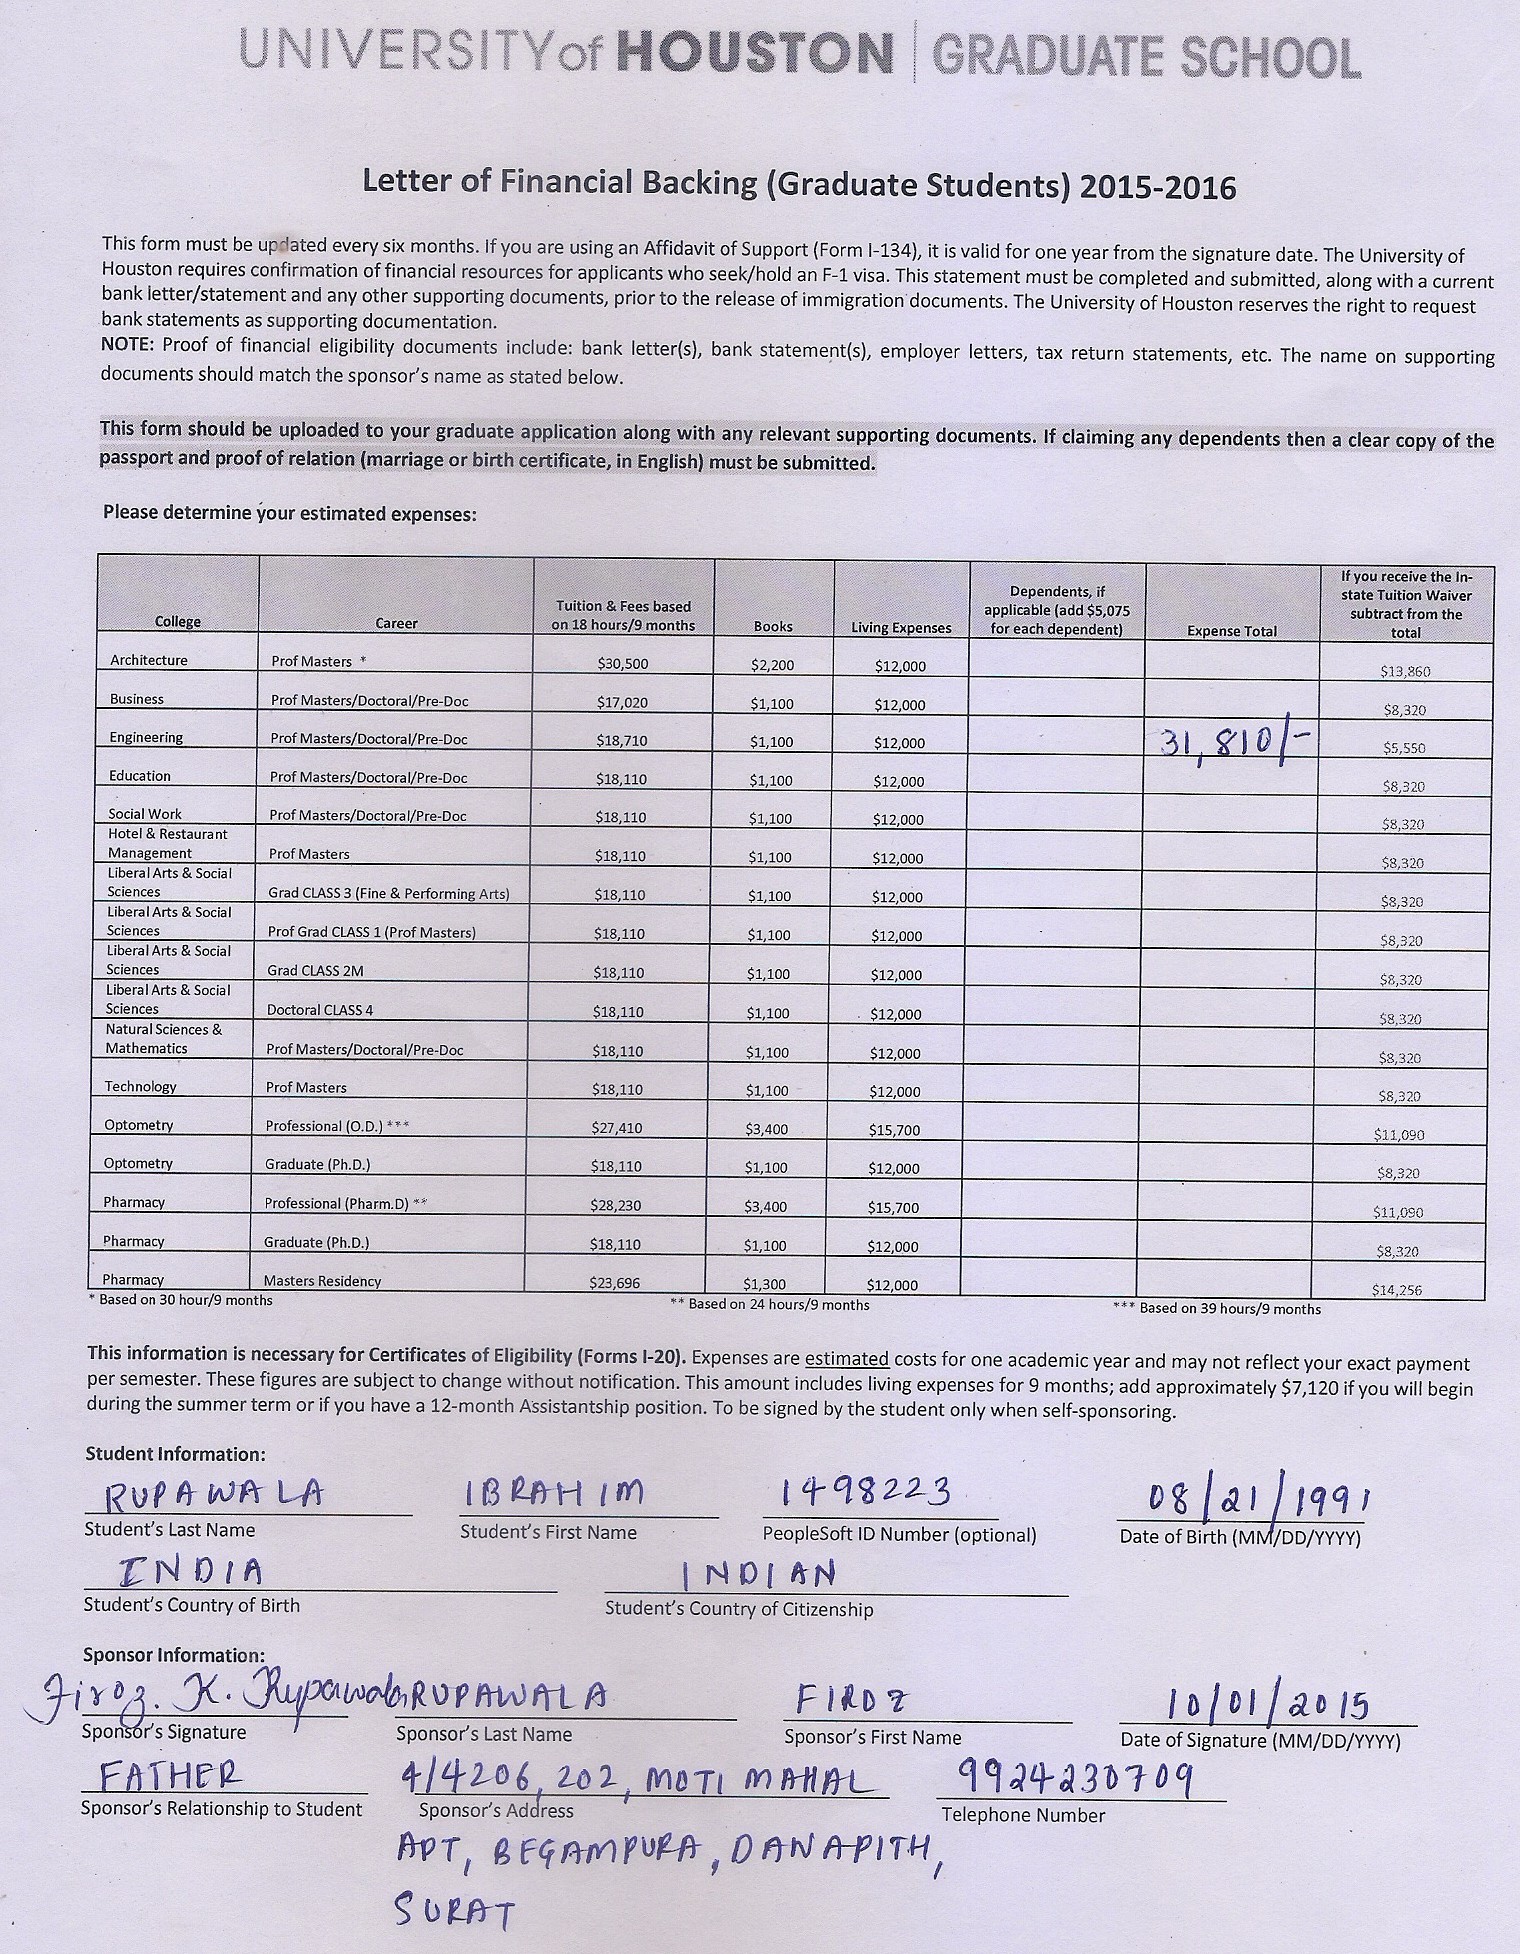 UNIVERSITY of HOUSTON | GRADUATE SCHOOL
Letter of Financial Backing (Graduate Students) 2015-2016
This form must be updated every six months. If you are using an Affidavit of Support (Form I-134), it is valid for one year from the signature date. The University of
Houston requires confirmation of financial resources for applicants who seek/hold an F-1 visa. This statement must be completed and submitted, along with a current
bank letter/statement and any other supporting documents, prior to the release of immigration documents. The University of Houston reserves the right to request
bank statements as supporting documentation.
NOTE: Proof of financial eligibility documents include: bank letter(s), bank statement(s), employer letters, tax return statements, etc. The name on supporting
documents should match the sponsor's name as stated below.
This form should be uploaded to your graduate application along with any relevant supporting documents. If claiming any dependents then a clear copy of the
passport and proof of relation (marriage or birth certificate, in English) must be submitted.
Please determine your estimated expenses:
College Career Tuition & Fees based on 18 hours/9 months Books Living Expenses Dependents, if applicable (add $5,075 for each dependent) Expense Total If you receive the In-state Tuition Waiver subtract from the total
Architecture Prof Masters * $30,500 $2,200 $12,000 $13,860
Business Prof Masters/Doctoral/Pre-Doc $17,020 $1,100 $12,000 $8,320
Engineering Prof Masters/Doctoral/Pre-Doc $18,710 $1,100 $12,000 31,810/- $5,550
Education Prof Masters/Doctoral/Pre-Doc $18,110 $1,100 $12,000 $8,320
Social Work Prof Masters/Doctoral/Pre-Doc $18,110 $1,100 $12,000 $8,320
Hotel & Restaurant Management Prof Masters $18,110 $1,100 $12,000 $8,320
Liberal Arts & Social Sciences Grad CLASS 3 (Fine & Performing Arts) $18,110 $1,100 $12,000 $8,320
Liberal Arts & Social Sciences Prof Grad CLASS 1 (Prof Masters) $18,110 $1,100 $12,000 $8,320
Liberal Arts & Social Sciences Grad CLASS 2M $18,110 $1,100 $12,000 $8,320
Liberal Arts & Social Sciences Doctoral CLASS 4 $18,110 $1,100 $12,000 $8,320
Natural Sciences & Mathematics Prof Masters/Doctoral/Pre-Doc $18,110 $1,100 $12,000 $8,320
Technology Prof Masters $18,110 $1,100 $12,000 $8,320
Optometry Professional (O.D.) *** $27,410 $3,400 $15,700 $11,090
Optometry Graduate (Ph.D.) $18,110 $1,100 $12,000 $8,320
Pharmacy Professional (Pharm.D) ** $28,230 $3,400 $15,700 $11,090
Pharmacy Graduate (Ph.D.) $18,110 $1,100 $12,000 $8,320
Pharmacy Masters Residency $23,696 $1,300 $12,000 $14,256
* Based on 30 hour/9 months ** Based on 24 hours/9 months *** Based on 39 hours/9 months
This information is necessary for Certificates of Eligibility (Forms I-20). Expenses are estimated costs for one academic year and may not reflect your exact payment
per semester. These figures are subject to change without notification. This amount includes living expenses for 9 months; add approximately $7,120 if you will begin
during the summer term or if you have a 12-month Assistantship position. To be signed by the student only when self-sponsoring.
Student Information:
RUPAWALA IBRAHIM 1498223 08/21/1991
Student's Last Name Student's First Name PeopleSoft ID Number (optional) Date of Birth (MM/DD/YYYY)
INDIA INDIAN
Student's Country of Birth Student's Country of Citizenship
Sponsor Information:
Firoz. K. Rupawala RUPAWALA FIROZ 10/01/2015
Sponsor's Signature Sponsor's Last Name Sponsor's First Name Date of Signature (MM/DD/YYYY)
FATHER 4/4206, 202, MOTI MAHAL 9924230709
Sponsor's Relationship to Student Sponsor's Address Telephone Number
APT, BEGAMPURA, DANAPITH,
SURAT